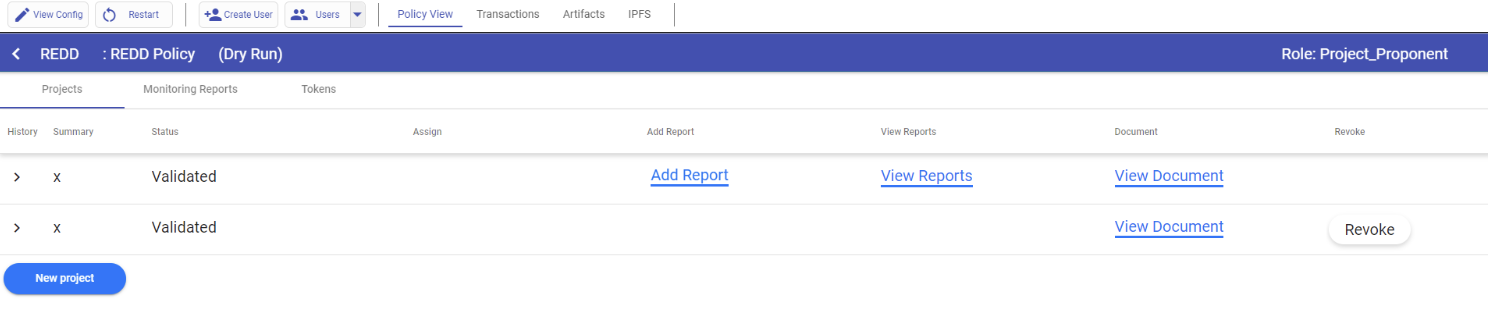 View Config Restart Create User Users Policy View Transactions Artifacts IPFS
REDD : REDD Policy (Dry Run) Role: Project_Proponent
Projects Monitoring Reports Tokens
History Summary Status Assign Add Report View Reports Document Revoke
x Validated Add Report View Reports View Document
x Validated View Document Revoke
New project